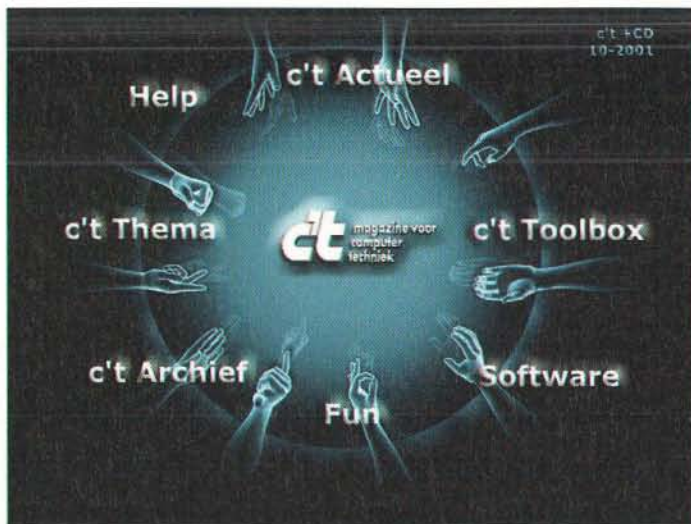 c't +CD
10-2001
c't Actueel
Help
c't Thema
c't magazine voor
computer
techniek
c't Toolbox
c't Archief
Software
Fun